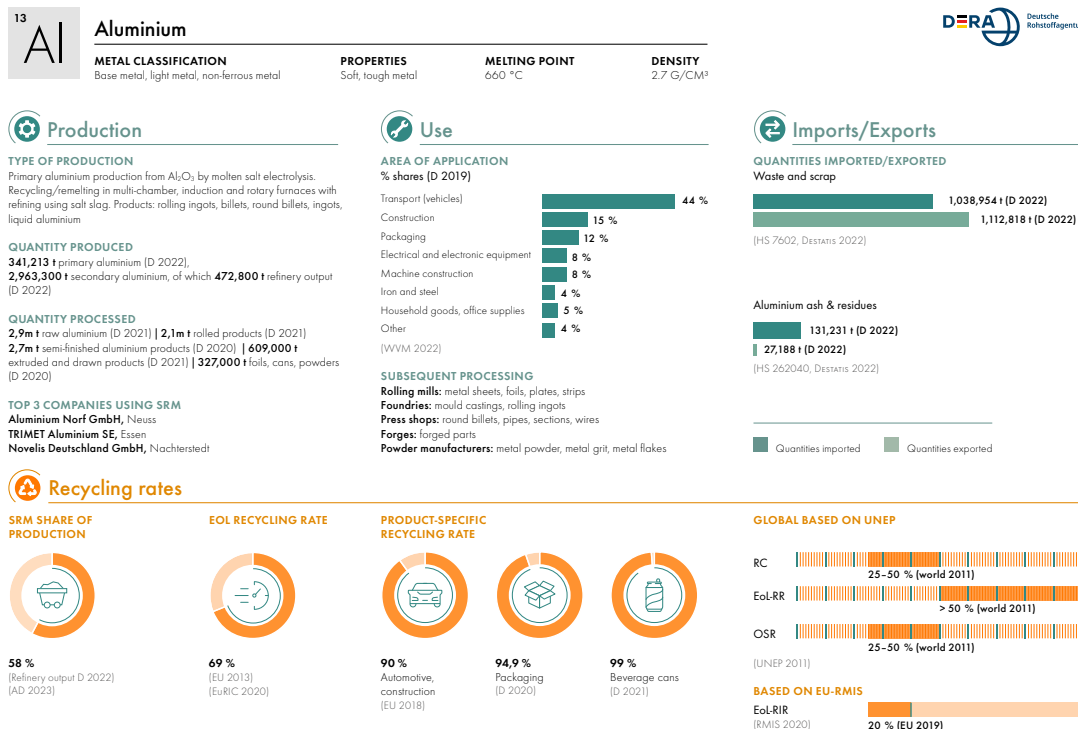 13
Al
Aluminium
METAL CLASSIFICATION
Base metal, light metal, non-ferrous metal
PROPERTIES
Soft, tough metal
MELTING POINT
660 °C
DENSITY
2.7 G/CM³
DERA
Deutsche
Rohstoffagentu
Production
TYPE OF PRODUCTION
Primary aluminium production from Al₂O₃ by molten salt electrolysis.
Recycling/remelting in multi-chamber, induction and rotary furnaces with
refining using salt slag. Products: rolling ingots, billets, round billets, ingots,
liquid aluminium
QUANTITY PRODUCED
341,213 t primary aluminium (D 2022),
2,963,300 t secondary aluminium, of which 472,800 t refinery output
(D 2022)
QUANTITY PROCESSED
2,9m t raw aluminium (D 2021) | 2,1m t rolled products (D 2021)
2,7m t semi-finished aluminium products (D 2020) | 609,000 t
extruded and drawn products (D 2021) | 327,000 t foils, cans, powders
(D 2020)
TOP 3 COMPANIES USING SRM
Aluminium Norf GmbH, Neuss
TRIMET Aluminium SE, Essen
Novelis Deutschland GmbH, Nachterstedt
Use
AREA OF APPLICATION
% shares (D 2019)
Transport (vehicles) 44 %
Construction 15 %
Packaging 12 %
Electrical and electronic equipment 8 %
Machine construction 8 %
Iron and steel 4 %
Household goods, office supplies 5 %
Other 4 %
(WVM 2022)
SUBSEQUENT PROCESSING
Rolling mills: metal sheets, foils, plates, strips
Foundries: mould castings, rolling ingots
Press shops: round billets, pipes, sections, wires
Forges: forged parts
Powder manufacturers: metal powder, metal grit, metal flakes
Imports/Exports
QUANTITIES IMPORTED/EXPORTED
Waste and scrap
1,038,954 t (D 2022)
1,112,818 t (D 2022)
(HS 7602, Destatis 2022)
Aluminium ash & residues
131,231 t (D 2022)
27,188 t (D 2022)
(HS 262040, Destatis 2022)
Quantities imported
Quantities exported
Recycling rates
SRM SHARE OF
PRODUCTION
58 %
(Refinery output D 2022)
(AD 2023)
EOL RECYCLING RATE
69 %
(EU 2013)
(EuRIC 2020)
PRODUCT-SPECIFIC
RECYCLING RATE
90 %
Automotive,
construction
(EU 2018)
94,9 %
Packaging
(D 2020)
99 %
Beverage cans
(D 2021)
GLOBAL BASED ON UNEP
RC
25–50 % (world 2011)
EoL-RR
> 50 % (world 2011)
OSR
25–50 % (world 2011)
(UNEP 2011)
BASED ON EU-RMIS
EoL-RIR
(RMIS 2020)
20 % (EU 2019)